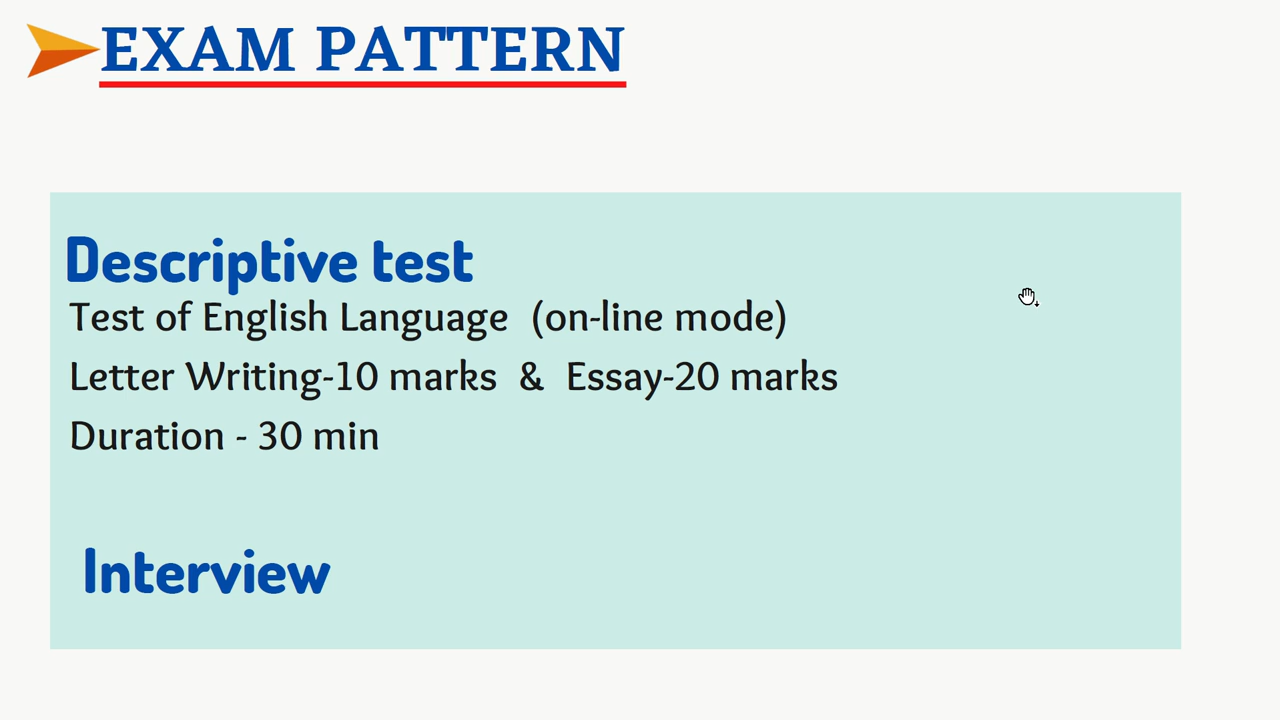 EXAM PATTERN
Descriptive test
Test of English Language (on-line mode)
Letter Writing-10 marks & Essay-20 marks
Duration - 30 min
Interview